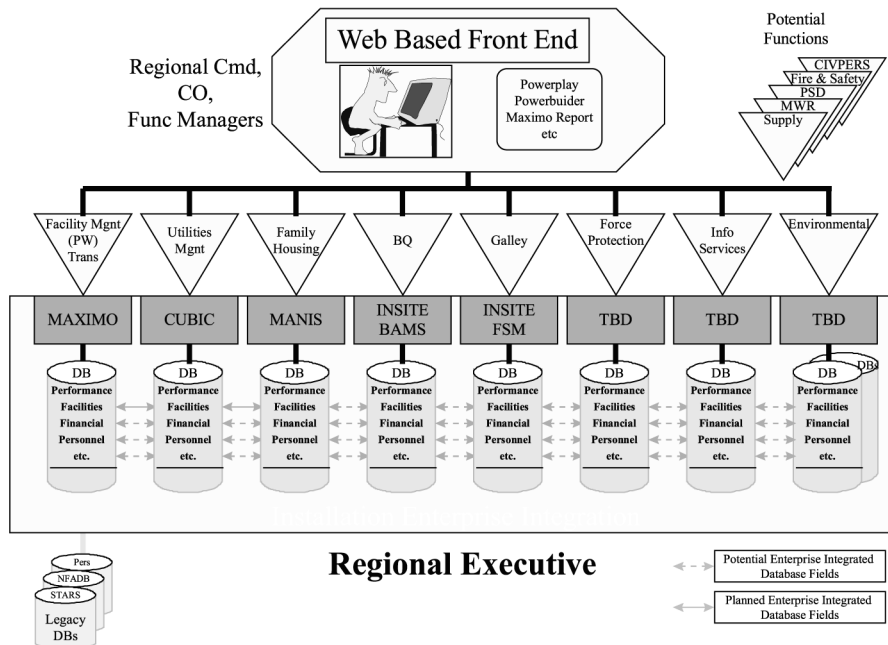 Web Based Front End
Regional Cmd,
CO,
Func Managers
Powerplay
Powerbuider
Maximo Report
etc
Potential
Functions
CIVPERS
Fire & Safety
PSD
MWR
Supply
Facility Mgnt
(PW)
Trans
Utilities
Mgnt
Family
Housing
BQ
Galley
Force
Protection
Info
Services
Environmental
MAXIMO
CUBIC
MANIS
INSITE
BAMS
INSITE
FSM
TBD
TBD
TBD
DB
Performance
Facilities
Financial
Personnel
etc.
DB
Performance
Facilities
Financial
Personnel
etc.
DB
Performance
Facilities
Financial
Personnel
etc.
DB
Performance
Facilities
Financial
Personnel
etc.
DB
Performance
Facilities
Financial
Personnel
etc.
DB
Performance
Facilities
Financial
Personnel
etc.
DB
Performance
Facilities
Financial
Personnel
etc.
DB
DBs
Performance
Facilities
Financial
Personnel
etc.
Installation Enterprise Integration
Regional Executive
Pers
NFADB
STARS
Legacy
DBs
Potential Enterprise Integrated
Database Fields
Planned Enterprise Integrated
Database Fields